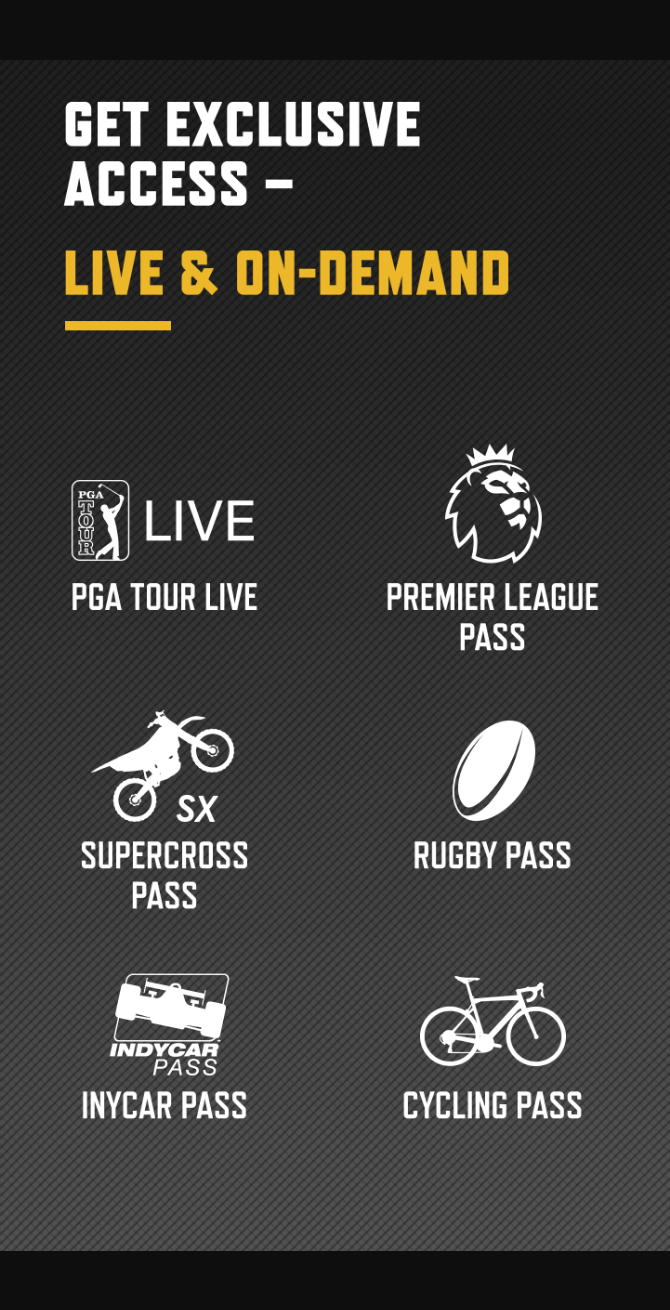 GET EXCLUSIVE
ACCESS –
LIVE & ON-DEMAND
PGA
TOUR
LIVE
PGA TOUR LIVE
PREMIER LEAGUE
PASS
SX
SUPERCROSS
PASS
RUGBY PASS
INDYCAR
PASS
INYCAR PASS
CYCLING PASS